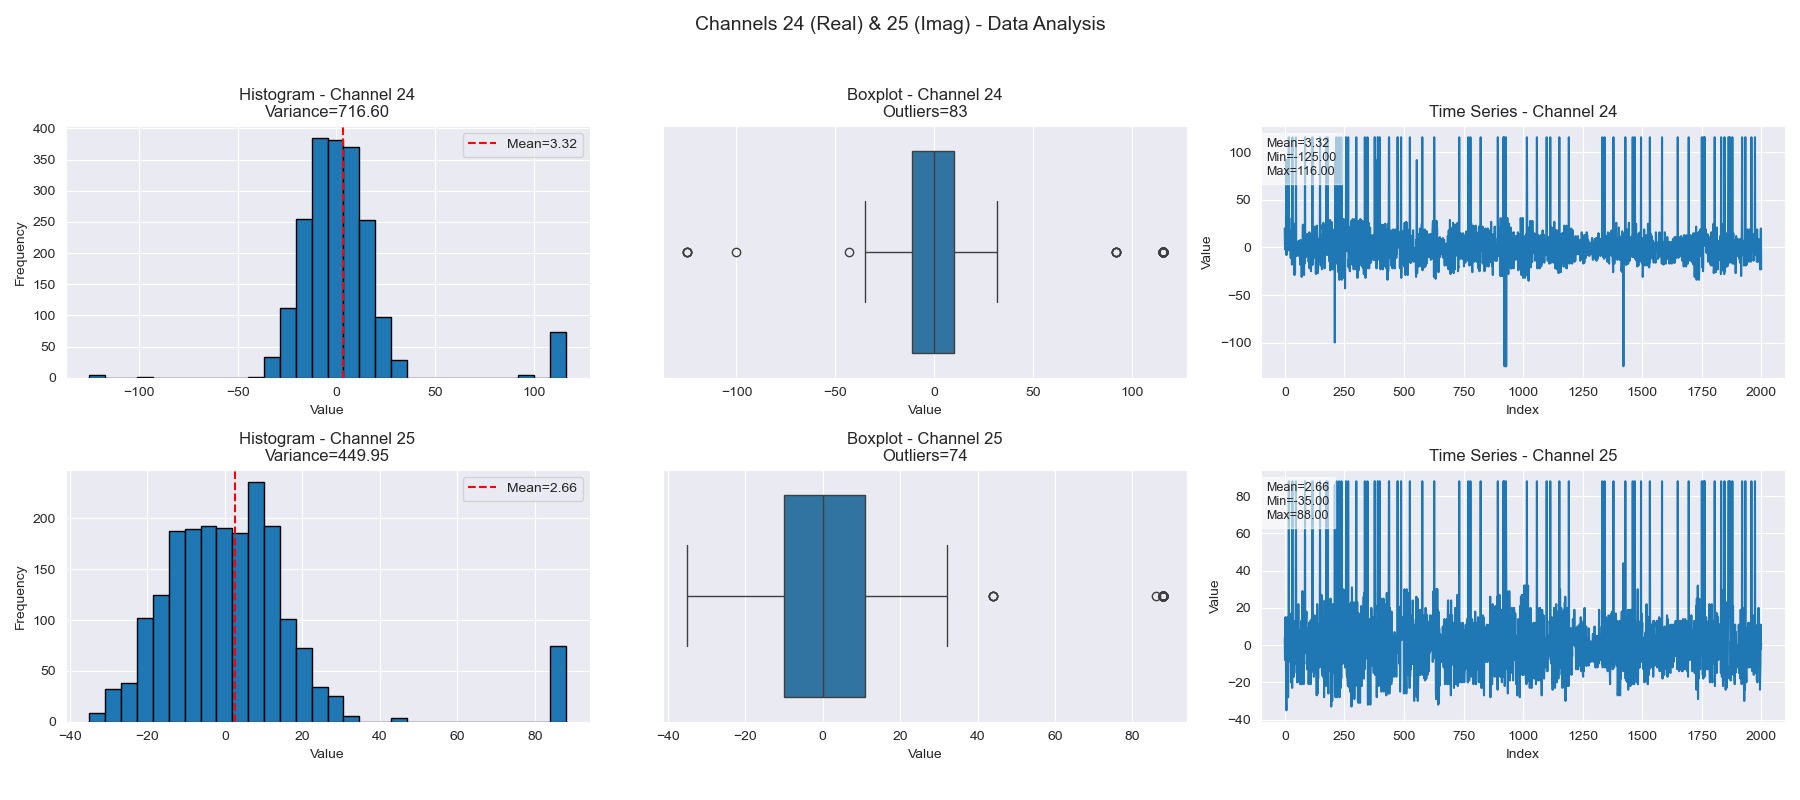 Channels 24 (Real) & 25 (Imag) - Data Analysis
Histogram - Channel 24
Variance=716.60
Mean=3.32
Frequency
400
350
300
250
200
150
100
50
0
−100
−50
0
50
100
Value
Boxplot - Channel 24
Outliers=83
−100
−50
0
50
100
Value
Time Series - Channel 24
Mean=3.32
Min=-125.00
Max=116.00
Value
100
50
0
−50
−100
0
250
500
750
1000
1250
1500
1750
2000
Index
Histogram - Channel 25
Variance=449.95
Mean=2.66
Frequency
200
150
100
50
0
−40
−20
0
20
40
60
80
Value
Boxplot - Channel 25
Outliers=74
−40
−20
0
20
40
60
80
Value
Time Series - Channel 25
Mean=2.66
Min=-35.00
Max=88.00
Value
80
60
40
20
0
−20
−40
0
250
500
750
1000
1250
1500
1750
2000
Index